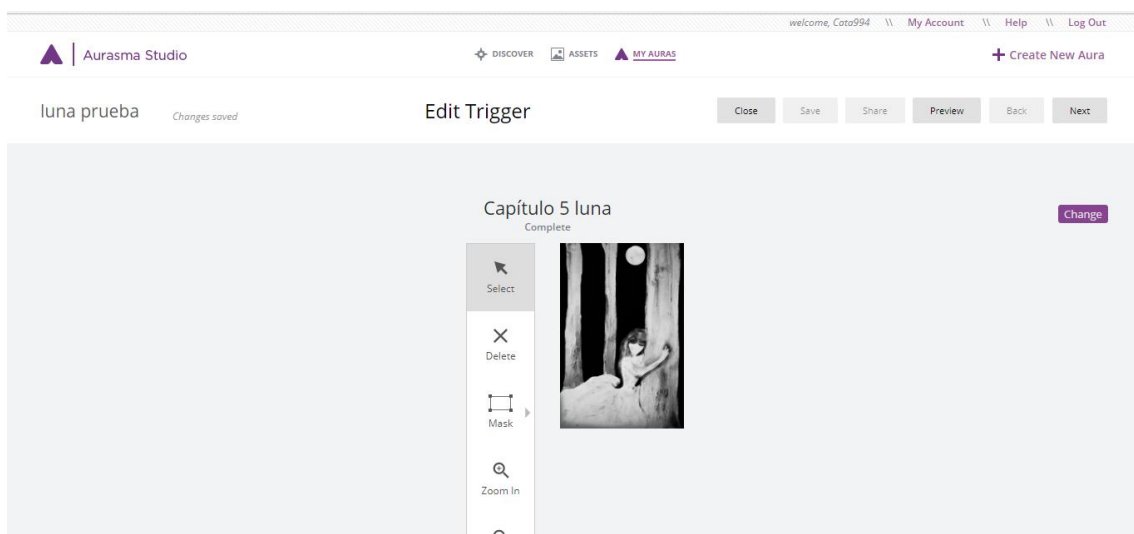 welcome, Cata994 \\ My Account \\ Help \\ Log Out
Aurasma Studio
DISCOVER ASSETS MY AURAS
Create New Aura
luna prueba Changes saved
Edit Trigger
Close Save Share Preview Back Next
Capítulo 5 luna
Complete
Change
Select
Delete
Mask
Zoom In